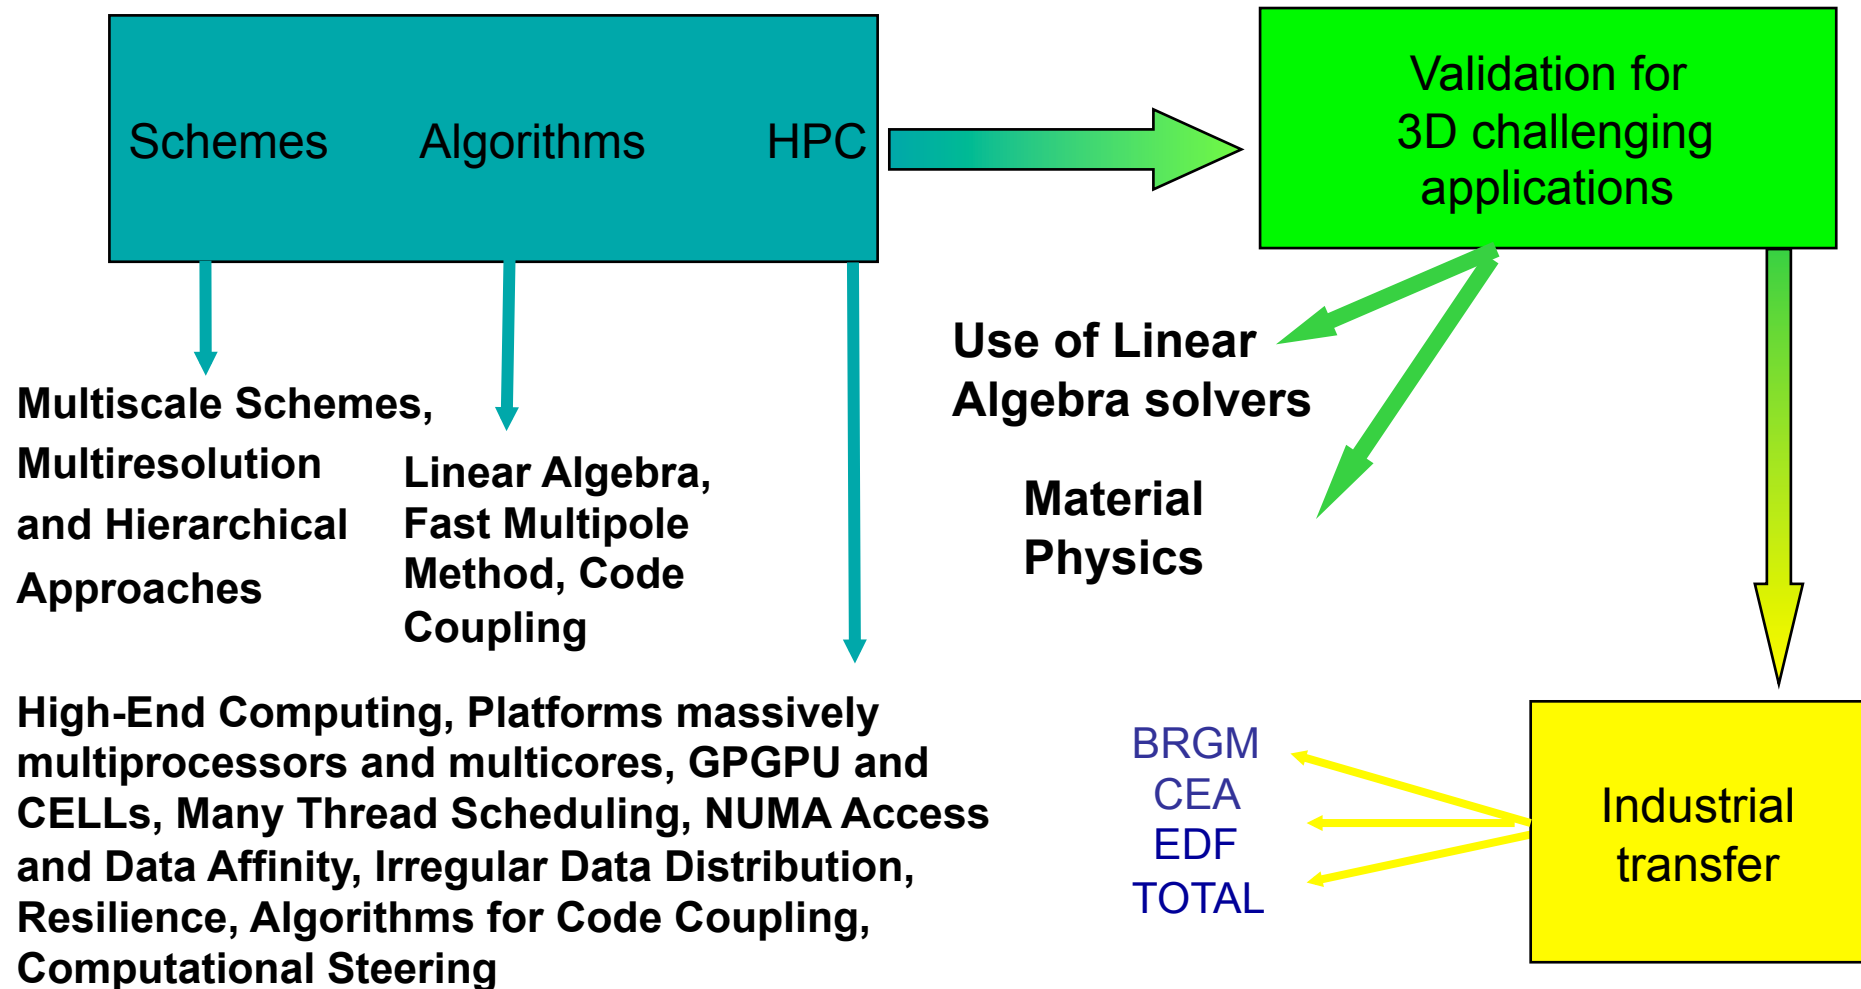 Schemes Algorithms HPC
Validation for
3D challenging
applications
Multiscale Schemes,
Multiresolution
and Hierarchical
Approaches
Linear Algebra,
Fast Multipole
Method, Code
Coupling
High-End Computing, Platforms massively
multiprocessors and multicores, GPGPU and
CELLs, Many Thread Scheduling, NUMA Access
and Data Affinity, Irregular Data Distribution,
Resilience, Algorithms for Code Coupling,
Computational Steering
Use of Linear
Algebra solvers
Material
Physics
BRGM
CEA
EDF
TOTAL
Industrial
transfer